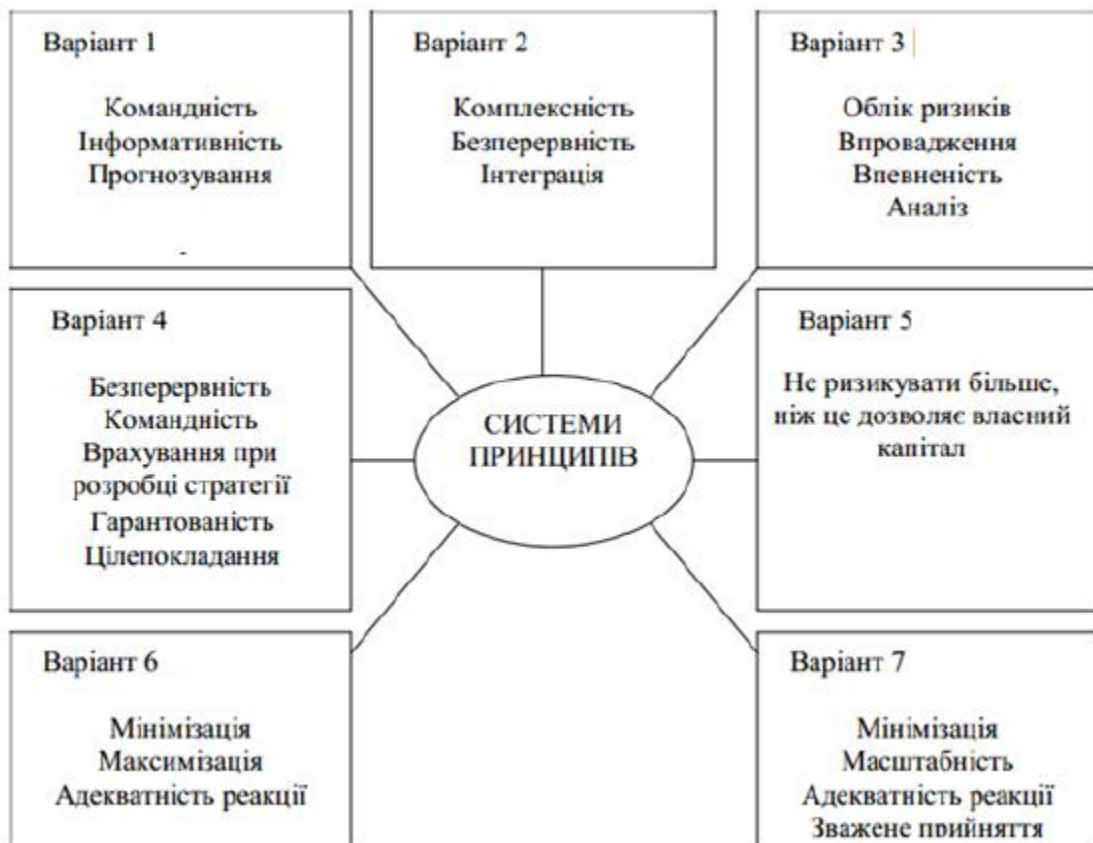 Варіант 1
Командність
Інформативність
Прогнозування
-
Варіант 2
Комплексність
Безперервність
Інтеграція
Варіант 3
Облік ризиків
Впровадження
Впевненість
Аналіз
Варіант 4
Безперервність
Командність
Врахування при
розробці стратегії
Гарантованість
Цілепокладання
СИСТЕМИ
ПРИНЦИПІВ
Варіант 5
Не ризикувати більше,
ніж це дозволяє власний
капітал
Варіант 6
Мінімізація
Максимізація
Адекватність реакції
Варіант 7
Мінімізація
Масштабність
Адекватність реакції
Зважене прийняття